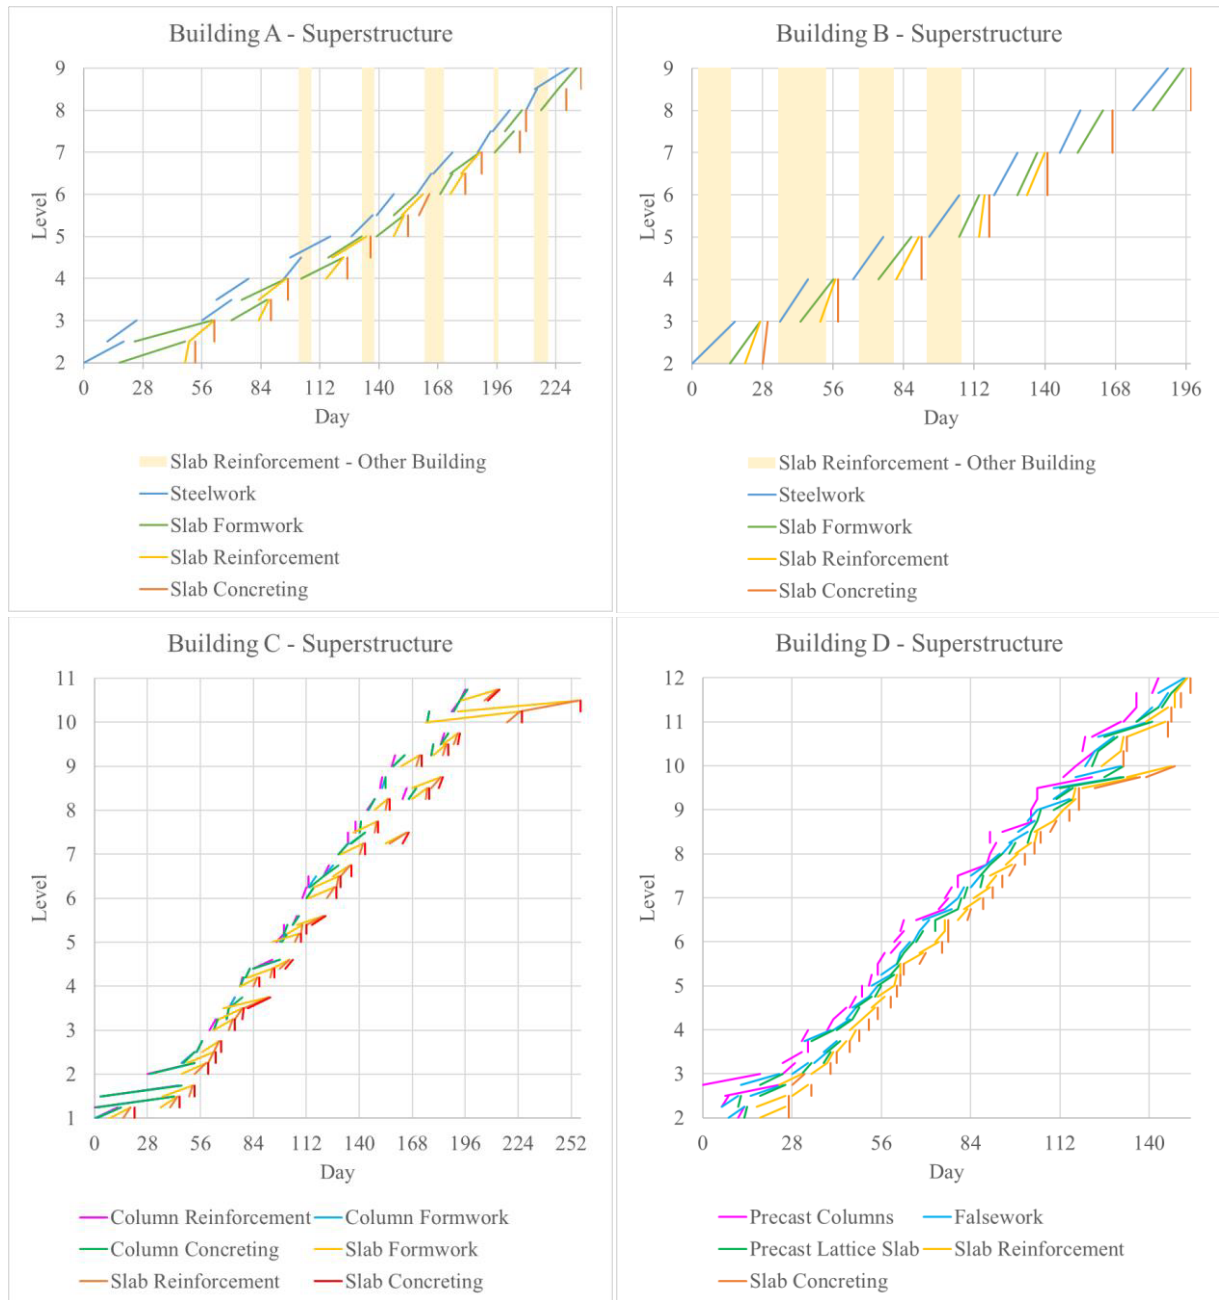 Building A - Superstructure
9
8
7
6
5
4
3
2
Level
0 28 56 84 112 140 168 196 224
Day
Slab Reinforcement - Other Building
Steelwork
Slab Formwork
Slab Reinforcement
Slab Concreting
Building B - Superstructure
9
8
7
6
5
4
3
2
Level
0 28 56 84 112 140 168 196
Day
Slab Reinforcement - Other Building
Steelwork
Slab Formwork
Slab Reinforcement
Slab Concreting
Building C - Superstructure
11
10
9
8
7
6
5
4
3
2
1
Level
0 28 56 84 112 140 168 196 224 252
Day
Column Reinforcement Column Formwork
Column Concreting Slab Formwork
Slab Reinforcement Slab Concreting
Building D - Superstructure
12
11
10
9
8
7
6
5
4
3
2
Level
0 28 56 84 112 140
Day
Precast Columns Falsework
Precast Lattice Slab Slab Reinforcement
Slab Concreting